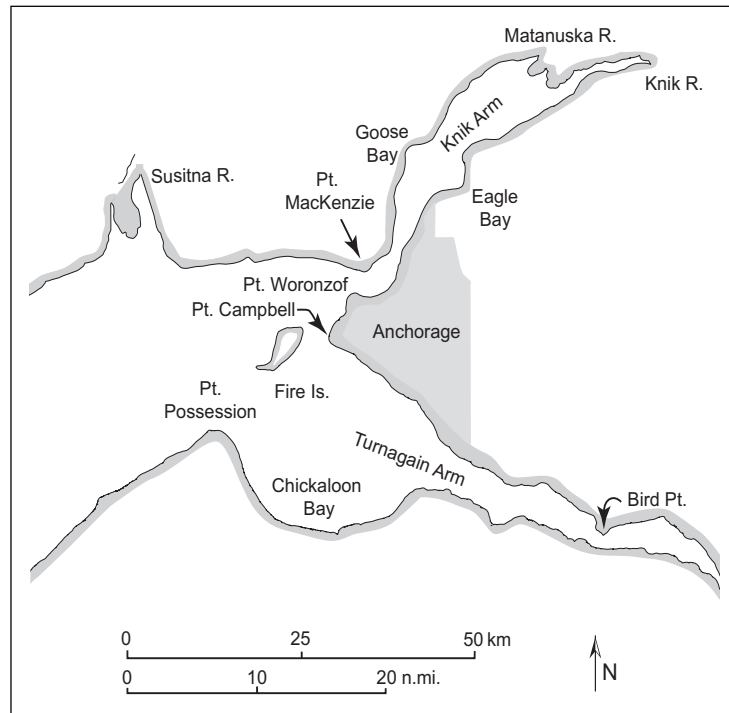 Matanuska R.
Knik R.
Knik Arm
Goose
Bay
Susitna R.
Pt.
MacKenzie
Eagle
Bay
Pt. Woronzof
Pt. Campbell
Anchorage
Fire Is.
Pt.
Possession
Turnagain Arm
Chickaloon
Bay
Bird Pt.
0 25 50 km
0 10 20 n.mi.
N